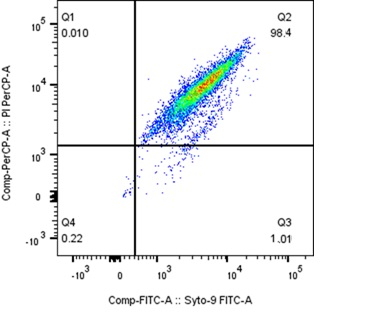 Q1
0.010
Q2
98.4
Q4
0.22
Q3
1.01
10^5
10^4
10^3
0
-10^3
Comp-PerCP-A :: PI PerCP-A
-10^3 0 10^3 10^4 10^5
Comp-FITC-A :: Syto-9 FITC-A